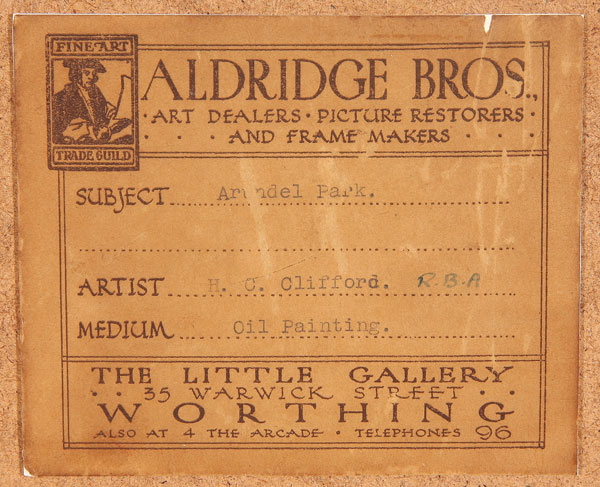 FINE ART
TRADE GUILD
ALDRIDGE BROS.,
· ART DEALERS · PICTURE RESTORERS ·
· · · AND FRAME MAKERS · · ·
SUBJECT Arundel Park.
ARTIST H. C. Clifford. R.B.A
MEDIUM Oil Painting.
THE LITTLE GALLERY
· · 35 WARWICK STREET · ·
WORTHING
ALSO AT 4 THE ARCADE · TELEPHONES 96